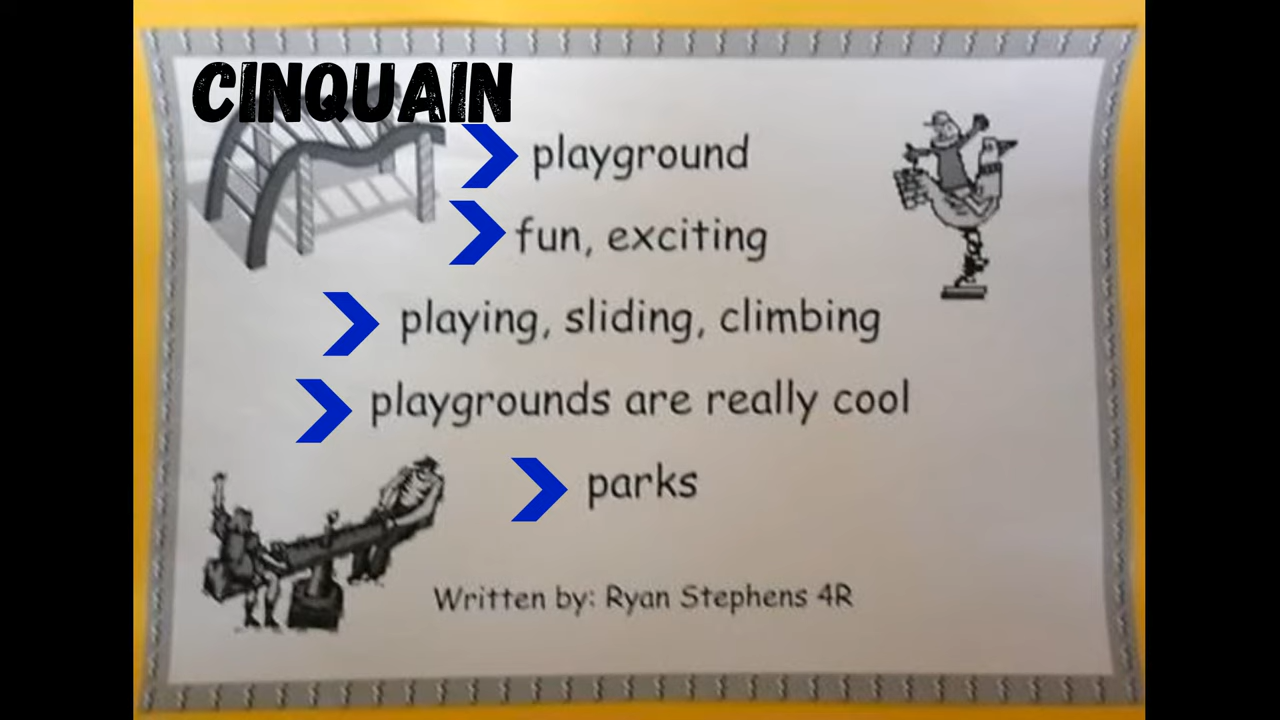 CINQUAIN
playground
fun, exciting
playing, sliding, climbing
playgrounds are really cool
parks
Written by: Ryan Stephens 4R